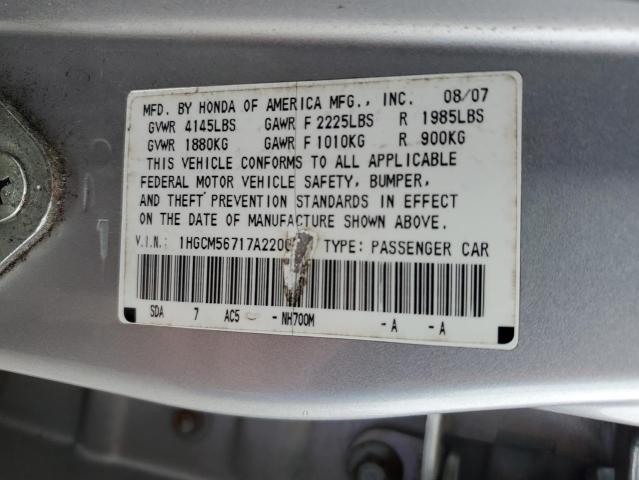 MFD. BY HONDA OF AMERICA MFG., INC. 08/07
GVWR 4145LBS GAWR F 2225LBS R 1985LBS
GVWR 1880KG GAWR F 1010KG R 900KG
THIS VEHICLE CONFORMS TO ALL APPLICABLE
FEDERAL MOTOR VEHICLE SAFETY, BUMPER,
AND THEFT PREVENTION STANDARDS IN EFFECT
ON THE DATE OF MANUFACTURE SHOWN ABOVE.
V.I.N.: TYPE: PASSENGER CAR
SDA 7 AC5 -NH700M -A -A